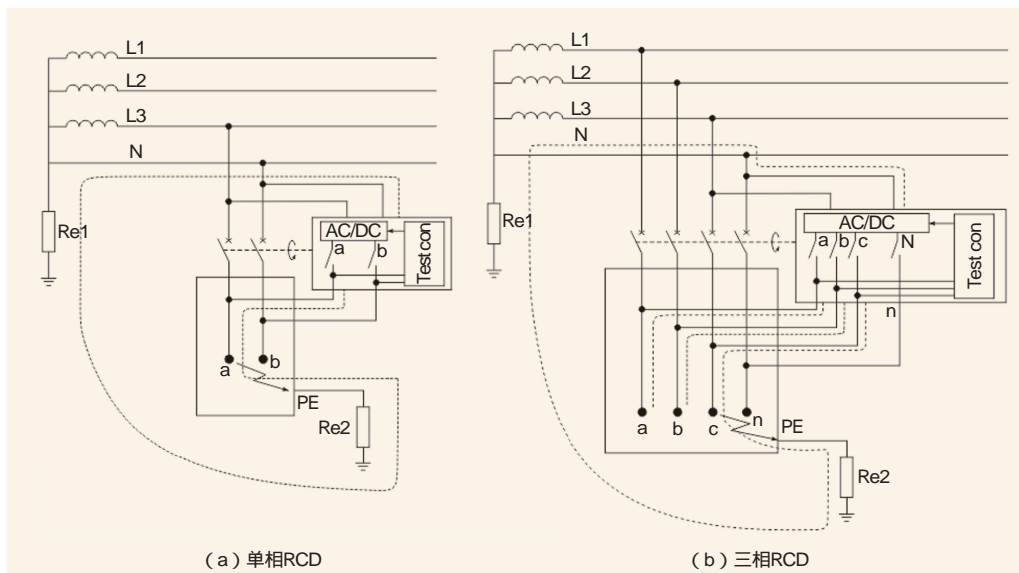 L1
L2
L3
N
Re1
AC/DC
a
b
Test con
a
b
PE
Re2
(a)单相RCD
L1
L2
L3
N
Re1
AC/DC
a
b
c
N
Test con
n
a
b
c
n
PE
Re2
(b)三相RCD